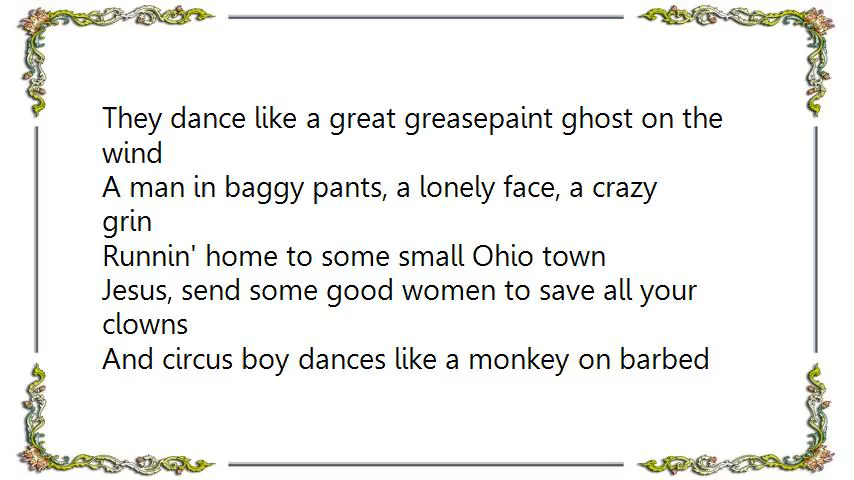 They dance like a great greasepaint ghost on the
wind
A man in baggy pants, a lonely face, a crazy
grin
Runnin' home to some small Ohio town
Jesus, send some good women to save all your
clowns
And circus boy dances like a monkey on barbed